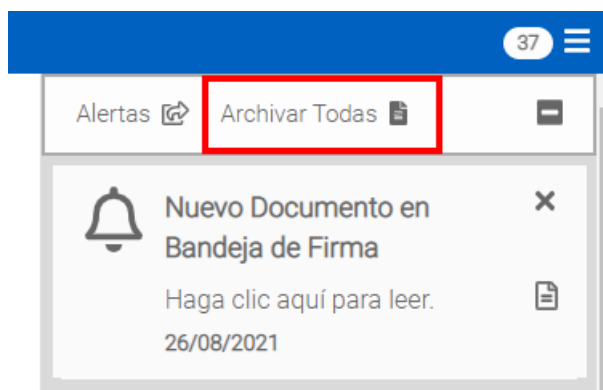 37
Alertas Archivar Todas
Nuevo Documento en
Bandeja de Firma
Haga clic aquí para leer.
26/08/2021